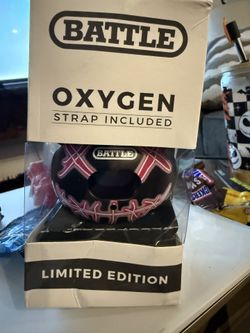 BATTLE
OXYGEN
STRAP INCLUDED
BATTLE
LIMITED EDITION